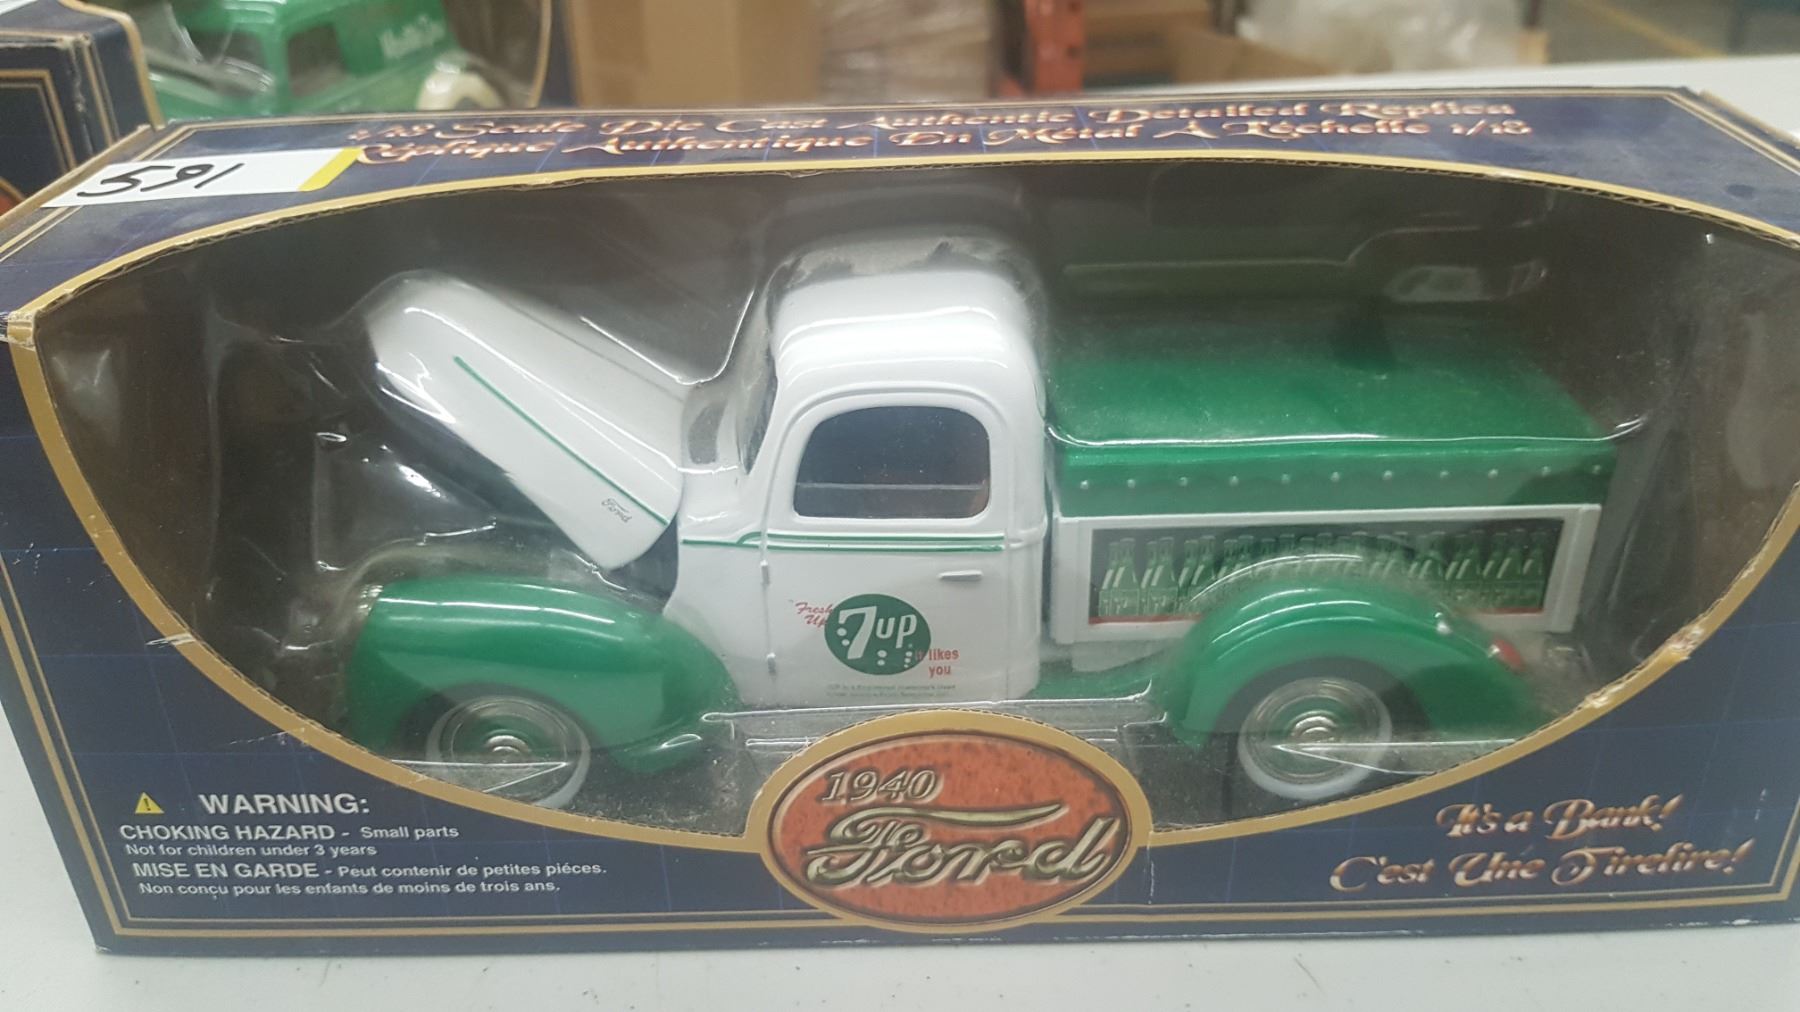 1/18 Scale Die Cast Authentic Detailed Replica
Réplique Authentique En Métal À L'échelle 1/18
591
Ford
"Fresh
Up"
7up
it likes
you
1940
Ford
WARNING:
CHOKING HAZARD - Small parts
Not for children under 3 years
MISE EN GARDE - Peut contenir de petites piéces.
Non conçu pour les enfants de moins de trois ans.
It's a Bank!
C'est Une Tirelire!